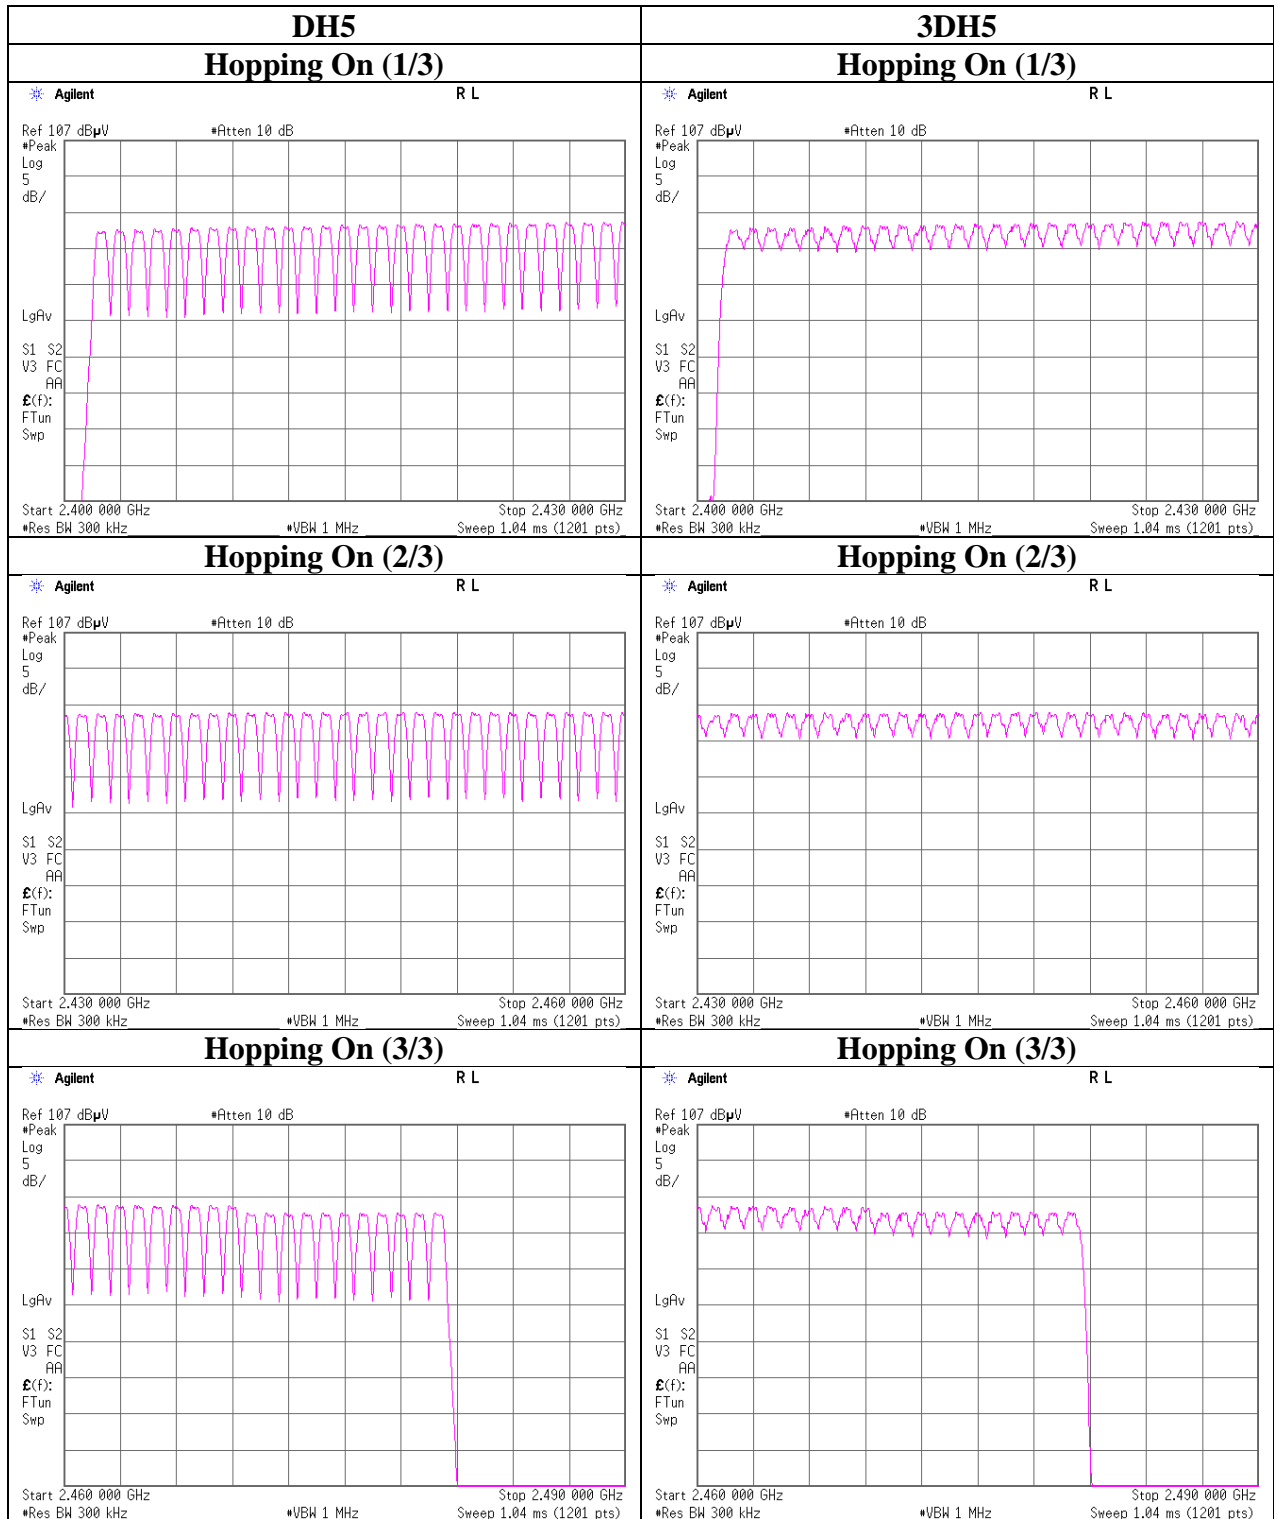 DH5 3DH5
Hopping On (1/3) Hopping On (1/3)
Agilent R L
Ref 107 dBµV #Atten 10 dB
#Peak
Log
5
dB/
LgAv
S1 S2
V3 FC
AA
£(f):
FTun
Swp
Start 2.400 000 GHz Stop 2.430 000 GHz
#Res BW 300 kHz #VBW 1 MHz Sweep 1.04 ms (1201 pts)
Agilent R L
Ref 107 dBµV #Atten 10 dB
#Peak
Log
5
dB/
LgAv
S1 S2
V3 FC
AA
£(f):
FTun
Swp
Start 2.400 000 GHz Stop 2.430 000 GHz
#Res BW 300 kHz #VBW 1 MHz Sweep 1.04 ms (1201 pts)
Hopping On (2/3) Hopping On (2/3)
Agilent R L
Ref 107 dBµV #Atten 10 dB
#Peak
Log
5
dB/
LgAv
S1 S2
V3 FC
AA
£(f):
FTun
Swp
Start 2.430 000 GHz Stop 2.460 000 GHz
#Res BW 300 kHz #VBW 1 MHz Sweep 1.04 ms (1201 pts)
Agilent R L
Ref 107 dBµV #Atten 10 dB
#Peak
Log
5
dB/
LgAv
S1 S2
V3 FC
AA
£(f):
FTun
Swp
Start 2.430 000 GHz Stop 2.460 000 GHz
#Res BW 300 kHz #VBW 1 MHz Sweep 1.04 ms (1201 pts)
Hopping On (3/3) Hopping On (3/3)
Agilent R L
Ref 107 dBµV #Atten 10 dB
#Peak
Log
5
dB/
LgAv
S1 S2
V3 FC
AA
£(f):
FTun
Swp
Start 2.460 000 GHz Stop 2.490 000 GHz
#Res BW 300 kHz #VBW 1 MHz Sweep 1.04 ms (1201 pts)
Agilent R L
Ref 107 dBµV #Atten 10 dB
#Peak
Log
5
dB/
LgAv
S1 S2
V3 FC
AA
£(f):
FTun
Swp
Start 2.460 000 GHz Stop 2.490 000 GHz
#Res BW 300 kHz #VBW 1 MHz Sweep 1.04 ms (1201 pts)